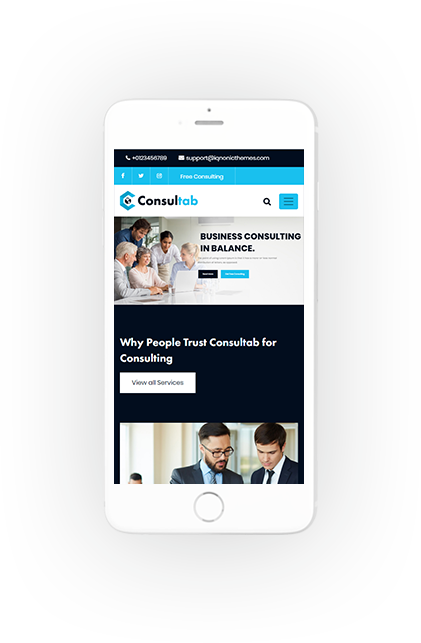 +0123456789 support@iqnonicthemes.com
Free Consulting
Consultab
BUSINESS CONSULTING
IN BALANCE.
Why People Trust Consultab for
Consulting
View all Services